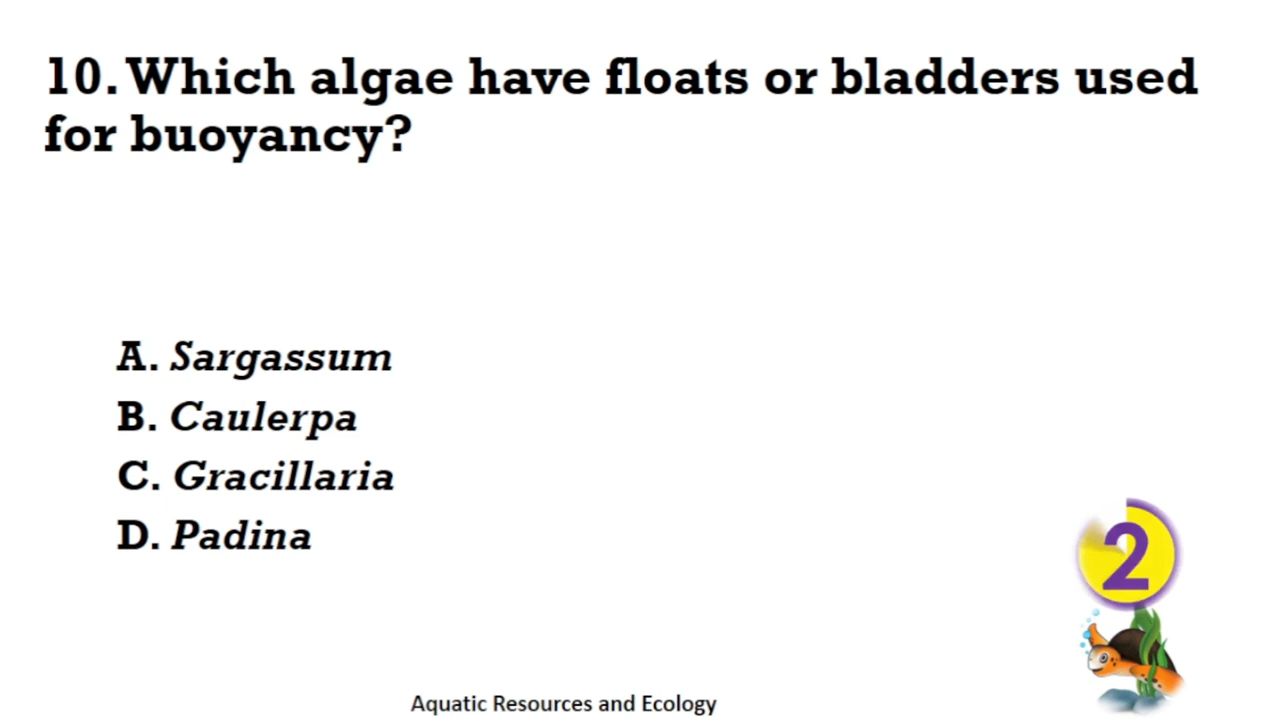 10. Which algae have floats or bladders used
for buoyancy?
A. Sargassum
B. Caulerpa
C. Gracillaria
D. Padina
2
Aquatic Resources and Ecology